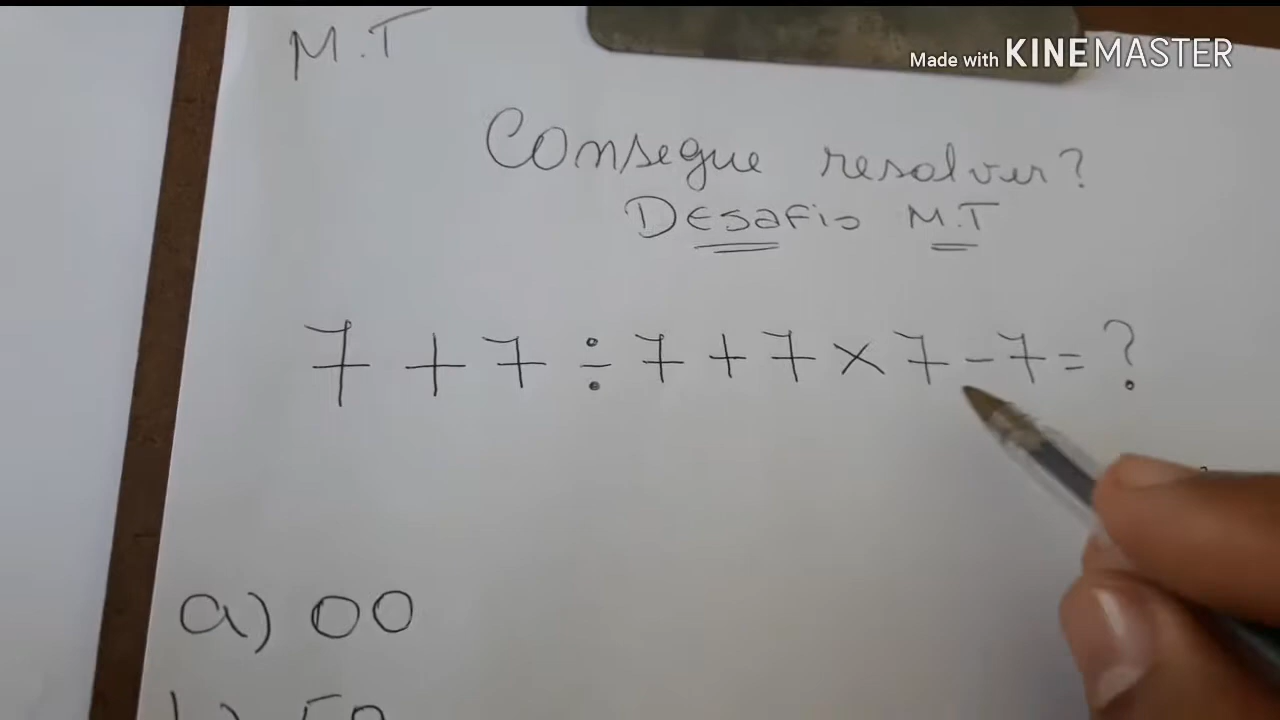 M.T
Made with KINEMASTER
Consegue resolver?
Desafio M.T
7 + 7 ÷ 7 + 7 × 7 - 7 = ?
a) 00